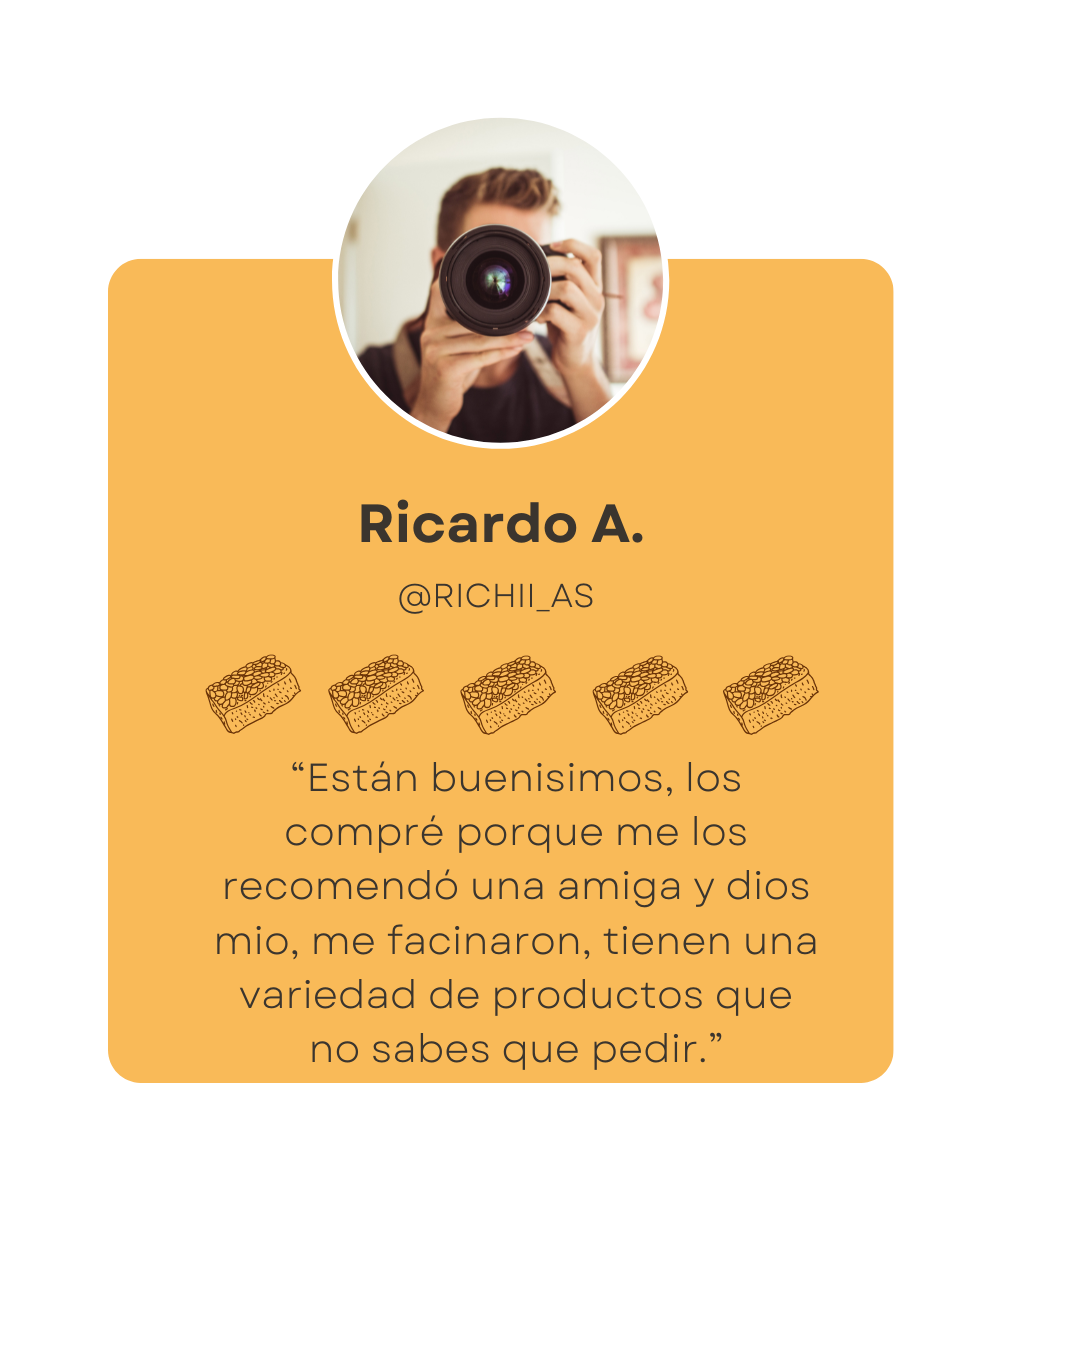 Ricardo A.
@RICHII_AS
“Están buenisimos, los
compré porque me los
recomendó una amiga y dios
mio, me facinaron, tienen una
variedad de productos que
no sabes que pedir.”